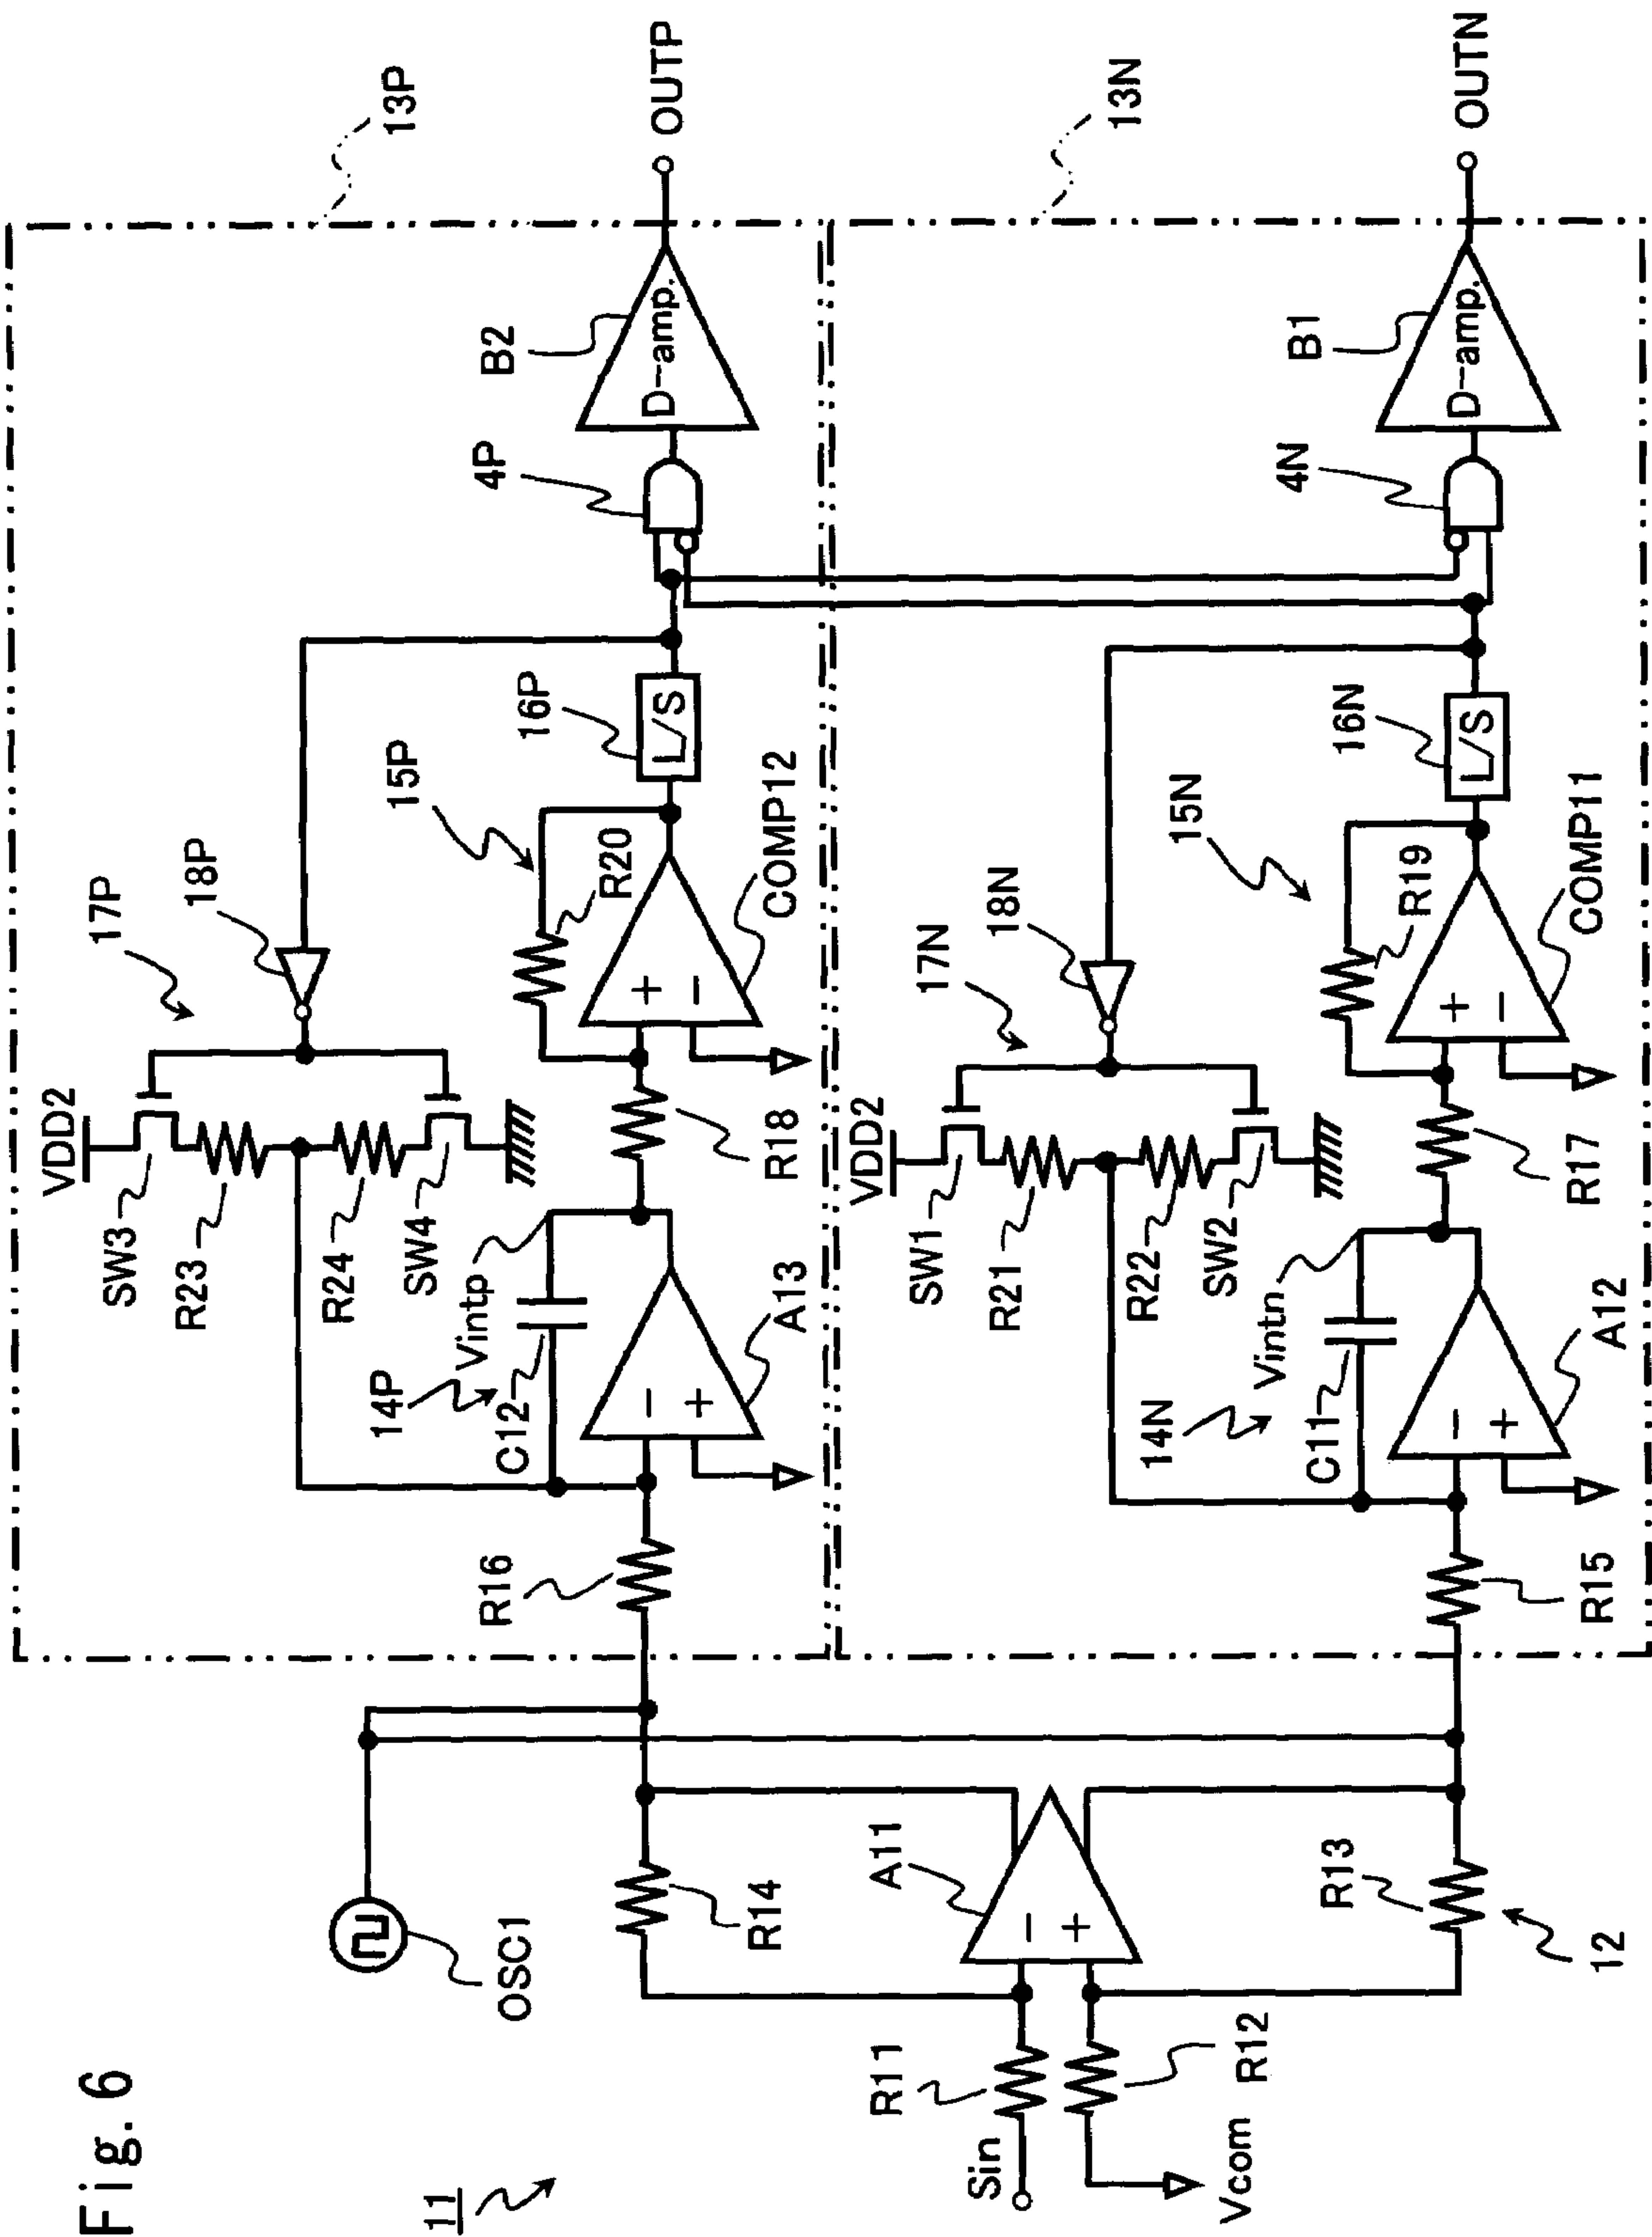 Fig. 6
11
OSC1
Sin
R11
R12
Vcom
R14
A11
−
+
R13
12
13P
R16
14P
C12
Vintp
−
+
A13
VDD2
SW3
R23
R24
SW4
17P
18P
R18
R20
15P
+
−
COMP12
16P
L/S
4P
B2
D-amp.
OUTP
13N
R15
14N
C11
Vintn
−
+
A12
VDD2
SW1
R21
R22
SW2
17N
18N
R17
R19
15N
+
−
COMP11
16N
L/S
4N
B1
D-amp.
OUTN